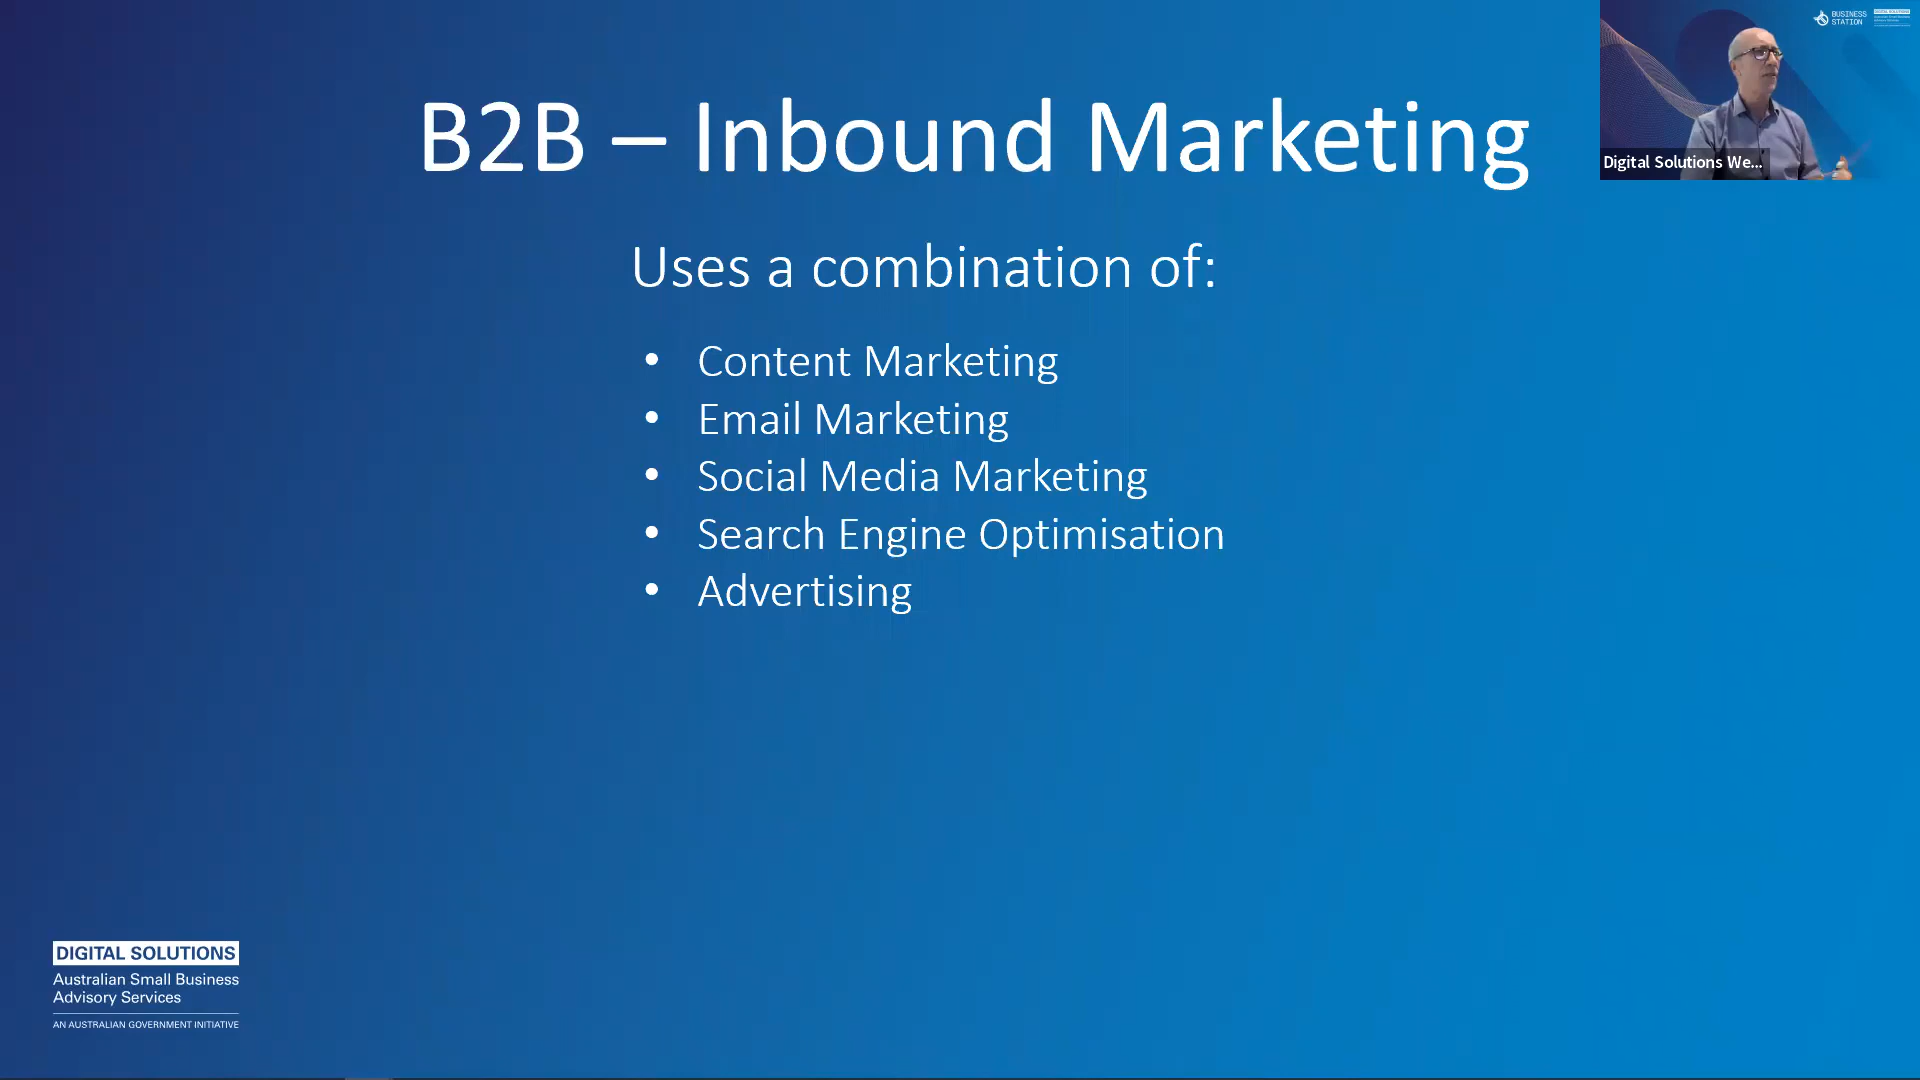 B2B – Inbound Marketing
BUSINESS
STATION
Digital Solutions We...
Uses a combination of:
• Content Marketing
• Email Marketing
• Social Media Marketing
• Search Engine Optimisation
• Advertising
DIGITAL SOLUTIONS
Australian Small Business
Advisory Services
AN AUSTRALIAN GOVERNMENT INITIATIVE